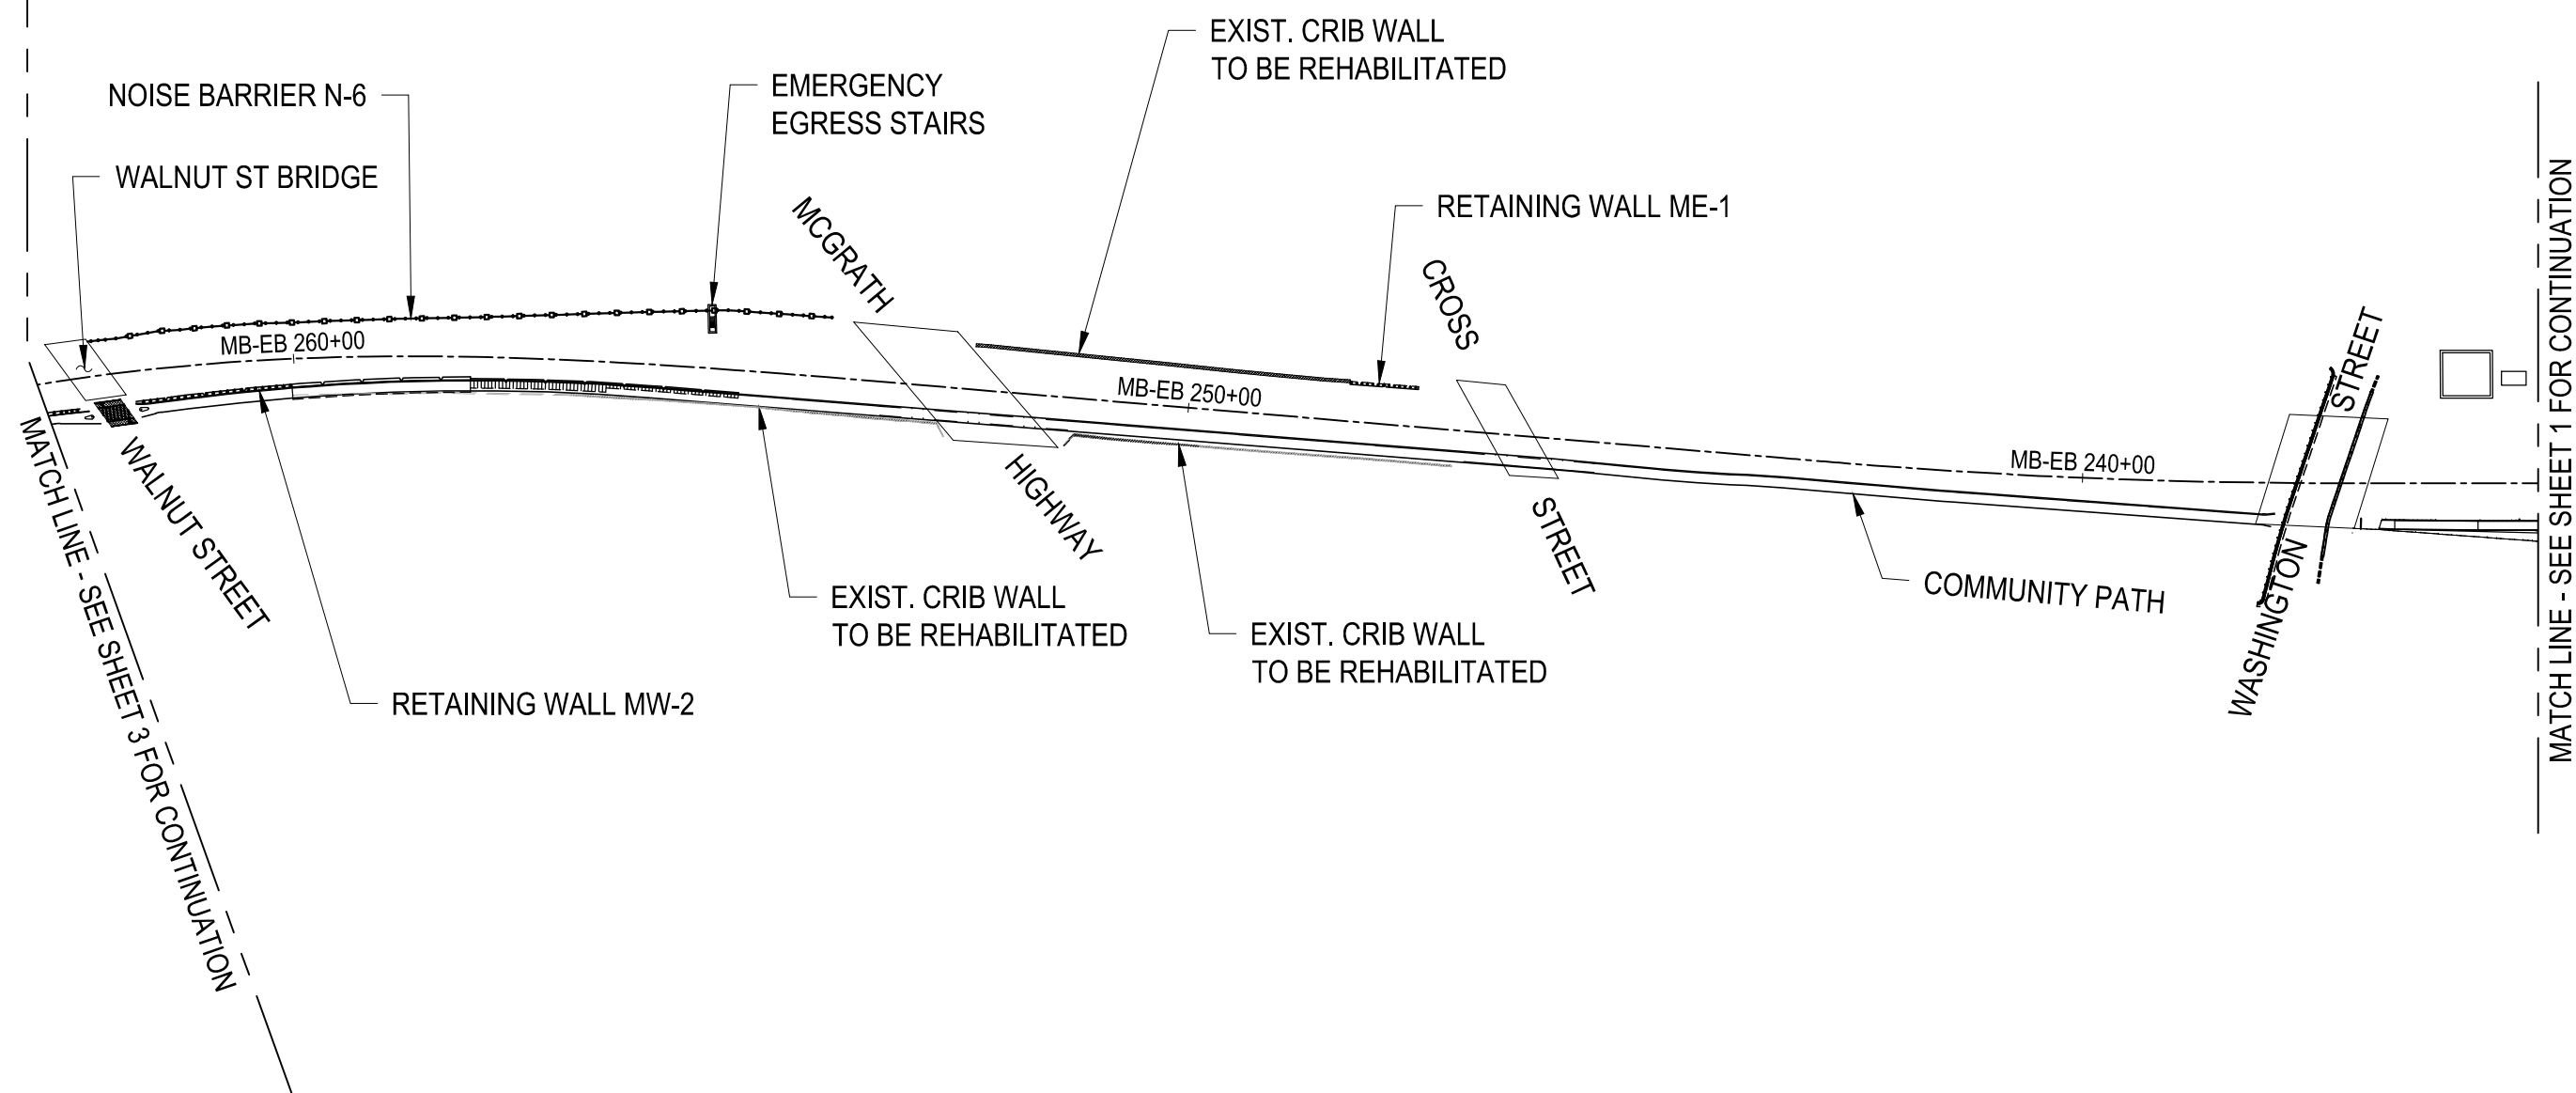 EXIST. CRIB WALL
TO BE REHABILITATED
NOISE BARRIER N-6
EMERGENCY
EGRESS STAIRS
WALNUT ST BRIDGE
RETAINING WALL ME-1
MCGRATH
HIGHWAY
CROSS
STREET
MB-EB 260+00
MB-EB 250+00
MB-EB 240+00
WASHINGTON
STREET
WALNUT STREET
MATCH LINE - SEE SHEET 3 FOR CONTINUATION
MATCH LINE - SEE SHEET 1 FOR CONTINUATION
EXIST. CRIB WALL
TO BE REHABILITATED
EXIST. CRIB WALL
TO BE REHABILITATED
COMMUNITY PATH
RETAINING WALL MW-2